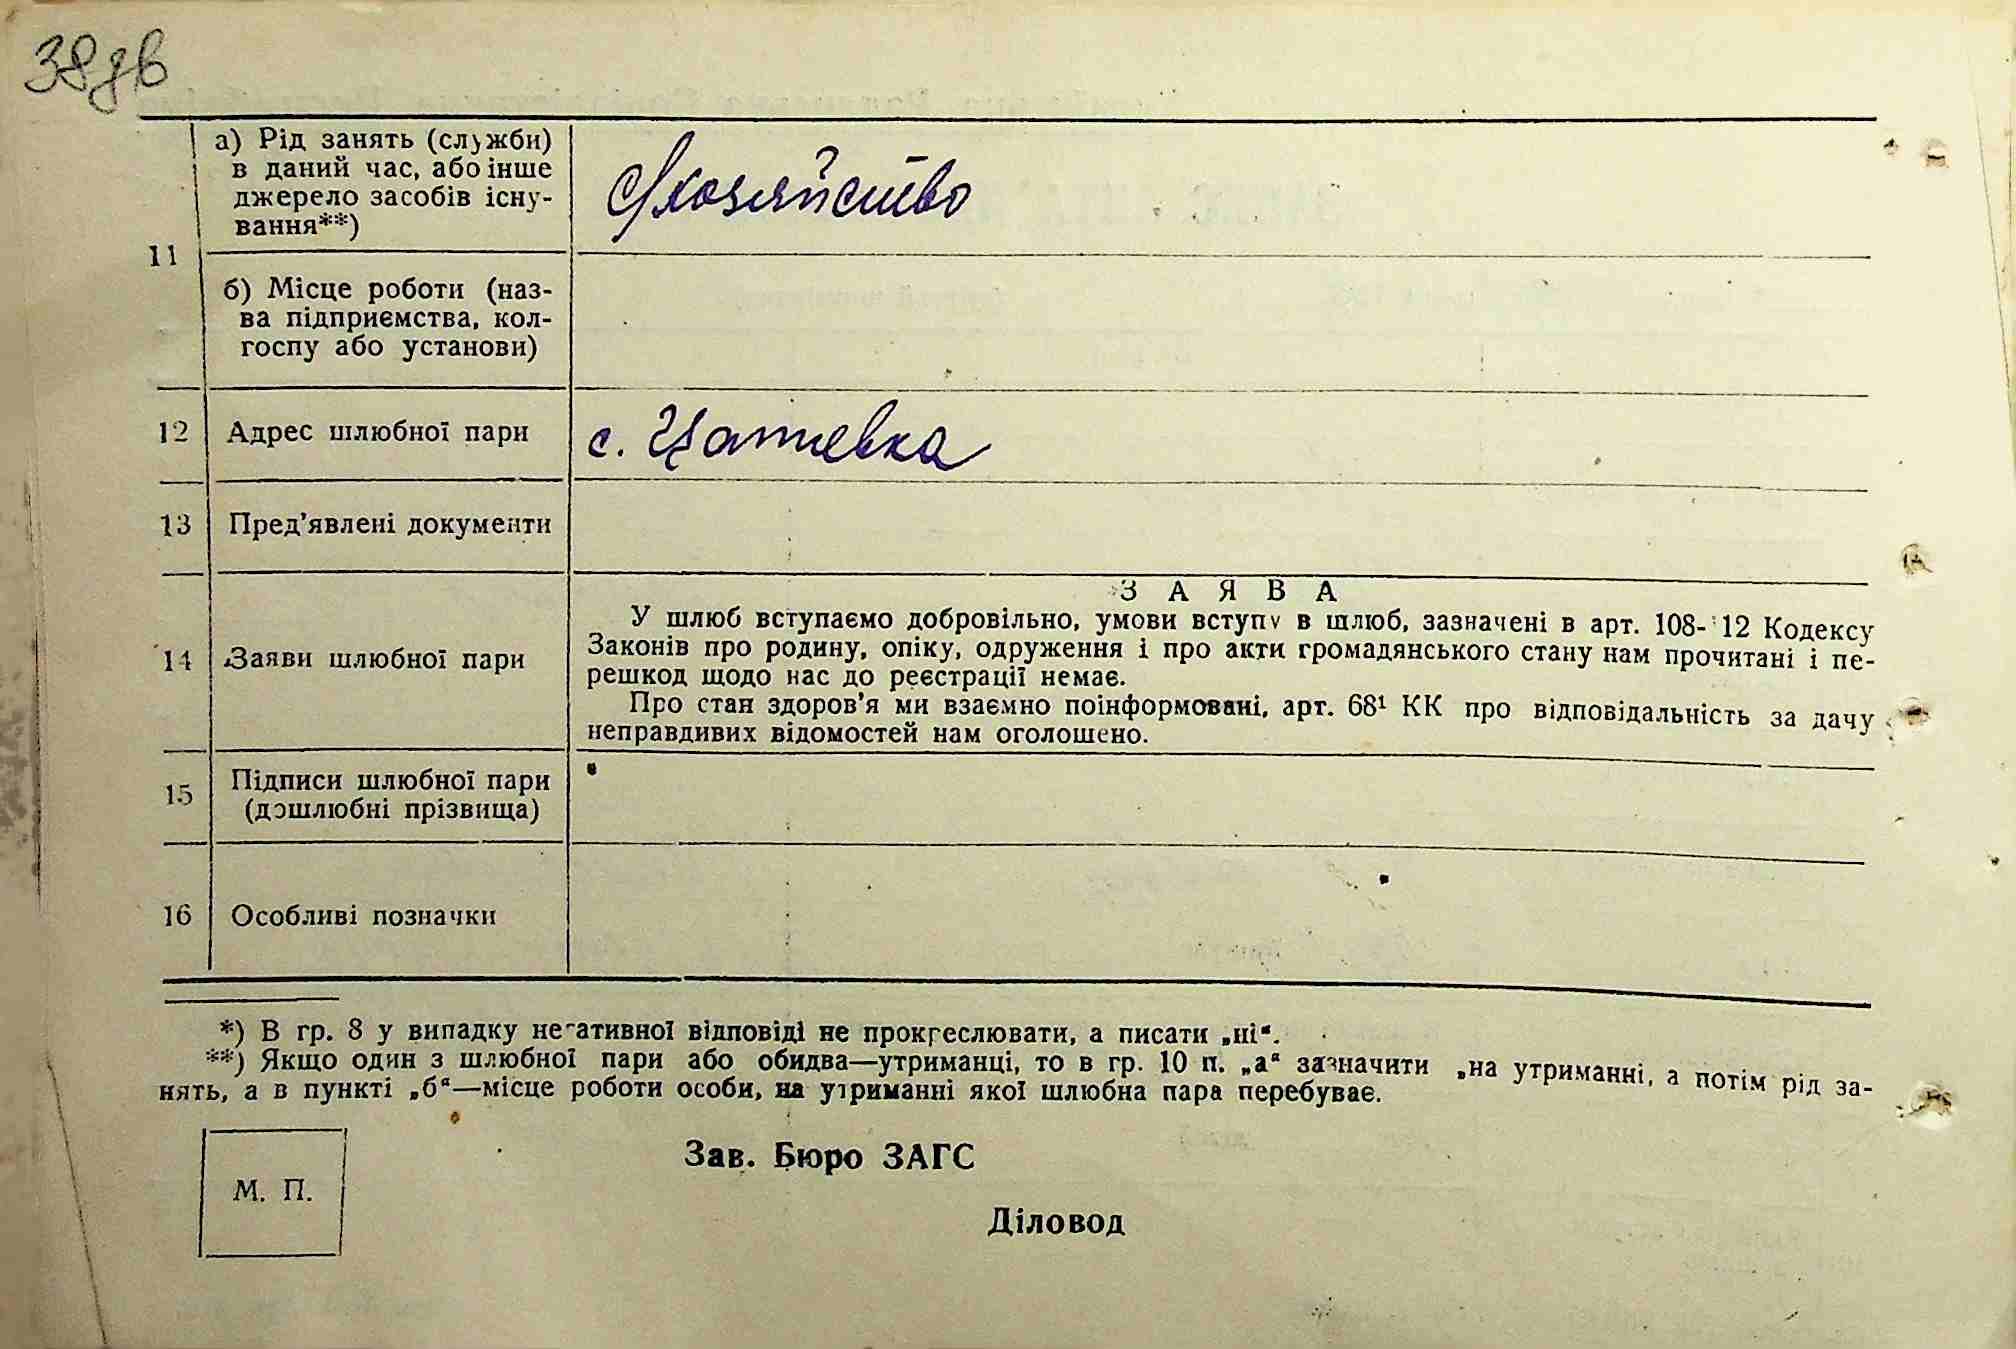 38зв
а) Рід занять (служби)
в даний час, або інше
джерело засобів існу-
вання**)
С/хозяйство
11
б) Місце роботи (наз-
ва підприємства, кол-
госпу або установи)
12 Адрес шлюбної пари с. Цатевка
13 Пред'явлені документи
14 Заяви шлюбної пари
ЗАЯВА
У шлюб вступаємо добровільно, умови вступу в шлюб, зазначені в арт. 108-112 Кодексу
Законів про родину, опіку, одруження і про акти громадянського стану нам прочитані і пе-
решкод щодо нас до реєстрації немає.
Про стан здоров'я ми взаємно поінформовані, арт. 68¹ КК про відповідальність за дачу
неправдивих відомостей нам оголошено.
15 Підписи шлюбної пари
(дошлюбні прізвища)
16 Особливі позначки
*) В гр. 8 у випадку негативної відповіді не прокреслювати, а писати „ні“.
**) Якщо один з шлюбної пари або обидва—утриманці, то в гр. 10 п. „а“ зазначити „на утриманні, а потім рід за-
нять, а в пункті „б“—місце роботи особи, на утриманні якої шлюбна пара перебуває.
М. П.
Зав. Бюро ЗАГС
Діловод